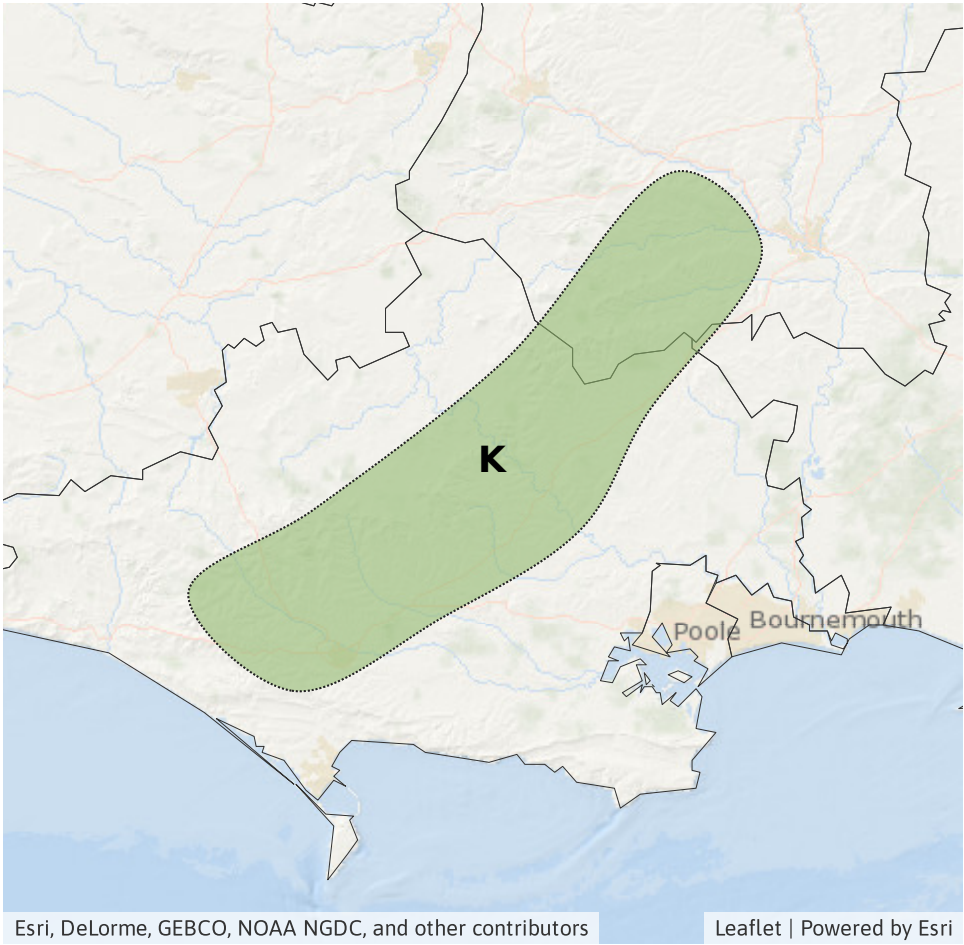 K
Poole
Bournemouth
Esri, DeLorme, GEBCO, NOAA NGDC, and other contributors
Leaflet | Powered by Esri